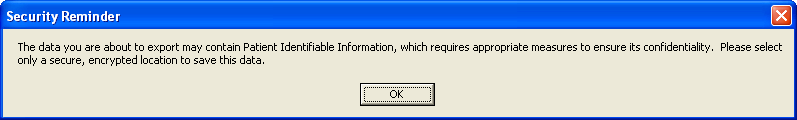 Security Reminder
The data you are about to export may contain Patient Identifiable Information, which requires appropriate measures to ensure its confidentiality.  Please select
only a secure, encrypted location to save this data.
OK